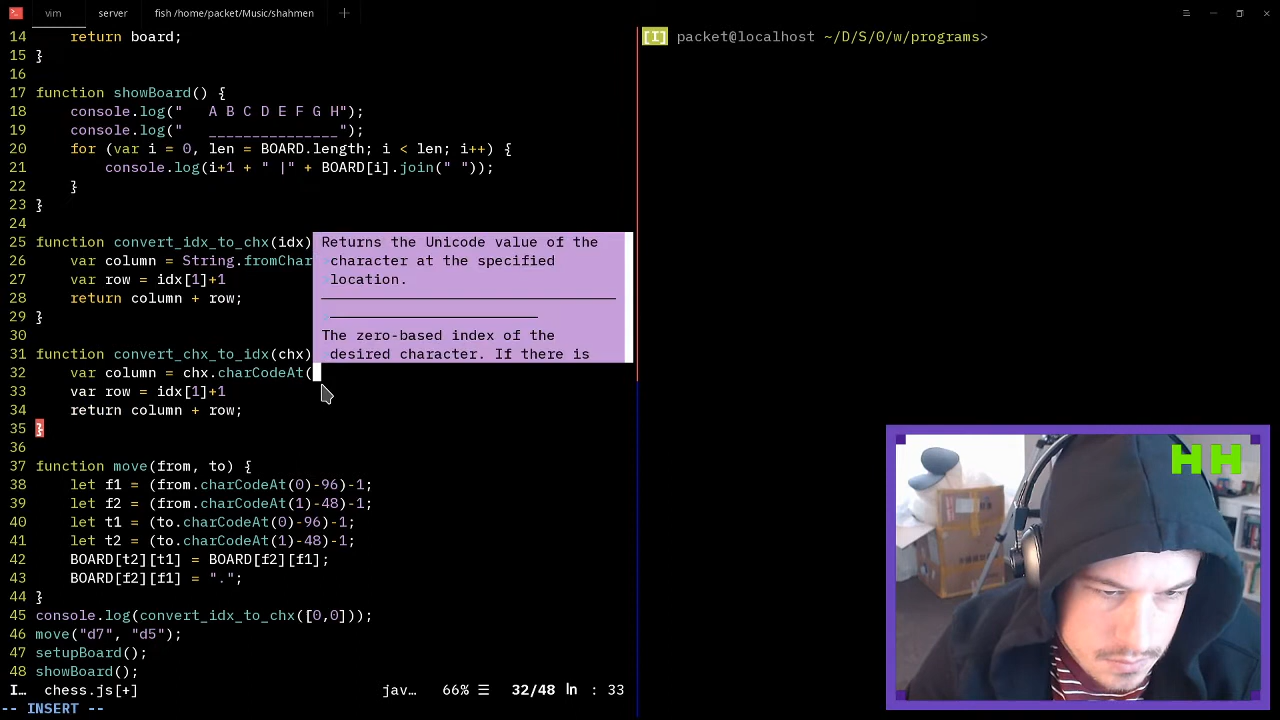 vim server fish /home/packet/Music/shahmen
14 return board;
15 }
16
17 function showBoard() {
18 console.log("   A B C D E F G H");
19 console.log("   _______________");
20 for (var i = 0, len = BOARD.length; i < len; i++) {
21 console.log(i+1 + " |" + BOARD[i].join(" "));
22 }
23 }
24
25 function convert_idx_to_chx(idx)
26 var column = String.fromChar
27 var row = idx[1]+1
28 return column + row;
29 }
30
31 function convert_chx_to_idx(chx)
32 var column = chx.charCodeAt(
33 var row = idx[1]+1
34 return column + row;
35 }
36
37 function move(from, to) {
38 let f1 = (from.charCodeAt(0)-96)-1;
39 let f2 = (from.charCodeAt(1)-48)-1;
40 let t1 = (to.charCodeAt(0)-96)-1;
41 let t2 = (to.charCodeAt(1)-48)-1;
42 BOARD[t2][t1] = BOARD[f2][f1];
43 BOARD[f2][f1] = ".";
44 }
45 console.log(convert_idx_to_chx([0,0]));
46 move("d7", "d5");
47 setupBoard();
48 showBoard();
I… chess.js[+] jav… 66% ☰ 32/48 ln : 33
-- INSERT --
Returns the Unicode value of the
character at the specified
location.
The zero-based index of the
desired character. If there is
[I] packet@localhost ~/D/S/0/w/programs>
HH